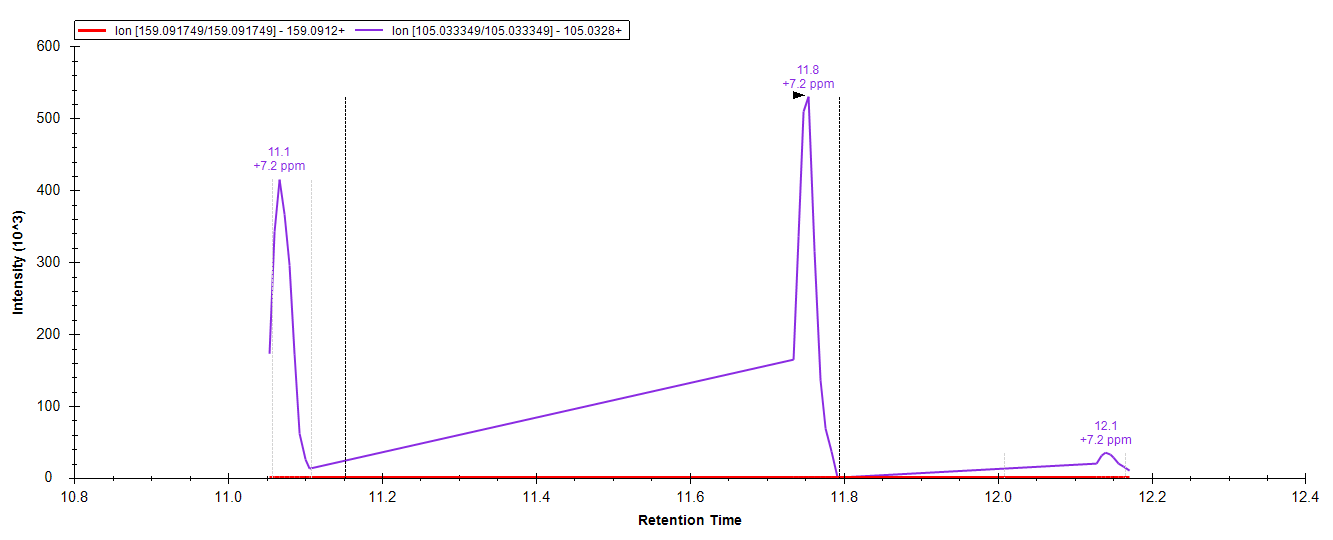 Ion [159.091749/159.091749] - 159.0912+ Ion [105.033349/105.033349] - 105.0328+
600
500
400
300
200
100
0
Intensity (10^3)
11.1
+7.2 ppm
11.8
+7.2 ppm
12.1
+7.2 ppm
10.8 11.0 11.2 11.4 11.6 11.8 12.0 12.2 12.4
Retention Time